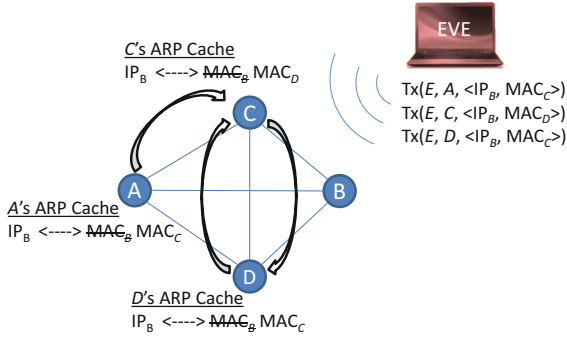 C's ARP Cache
IP_B <----> MAC_B MAC_D
EVE
Tx(E, A, <IP_B, MAC_C>)
Tx(E, C, <IP_B, MAC_D>)
Tx(E, D, <IP_B, MAC_C>)
C
A
B
A's ARP Cache
IP_B <----> MAC_B MAC_C
D
D's ARP Cache
IP_B <----> MAC_B MAC_C